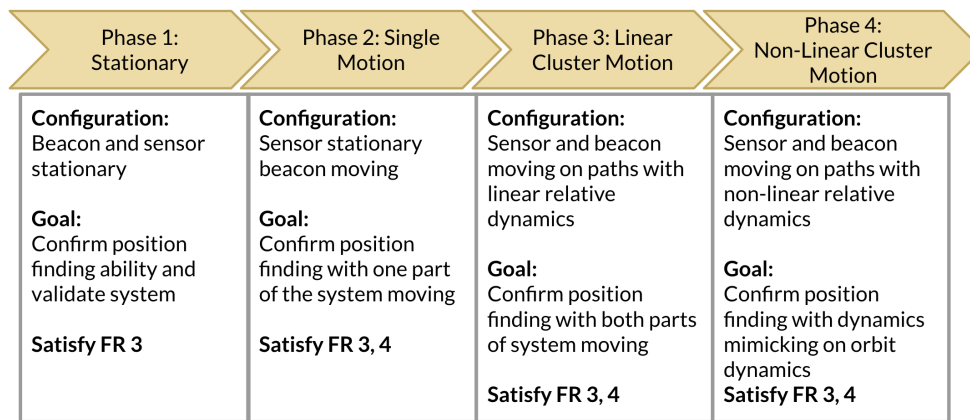 Phase 1:
Stationary
Phase 2: Single
Motion
Phase 3: Linear
Cluster Motion
Phase 4:
Non-Linear Cluster
Motion
Configuration:
Beacon and sensor
stationary
Goal:
Confirm position
finding ability and
validate system
Satisfy FR 3
Configuration:
Sensor stationary
beacon moving
Goal:
Confirm position
finding with one part
of the system moving
Satisfy FR 3, 4
Configuration:
Sensor and beacon
moving on paths with
linear relative
dynamics
Goal:
Confirm position
finding with both parts
of system moving
Satisfy FR 3, 4
Configuration:
Sensor and beacon
moving on paths with
non-linear relative
dynamics
Goal:
Confirm position
finding with dynamics
mimicking on orbit
dynamics
Satisfy FR 3, 4